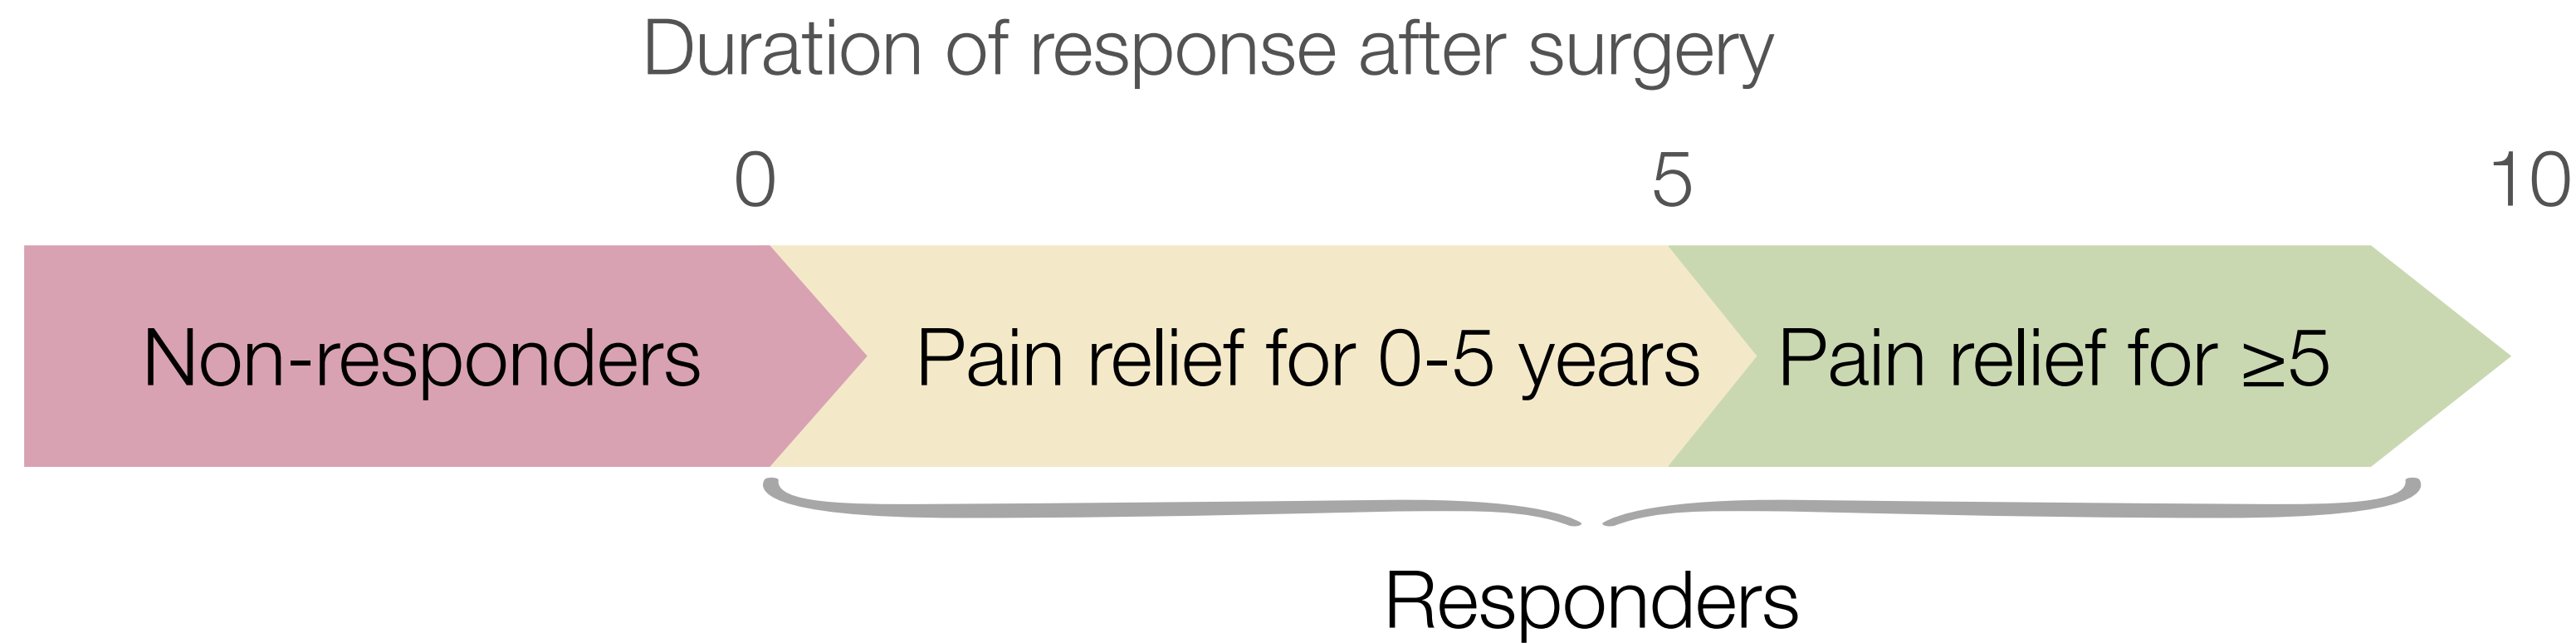 Duration of response after surgery
0 5 10
Non-responders Pain relief for 0-5 years Pain relief for ≥5
Responders